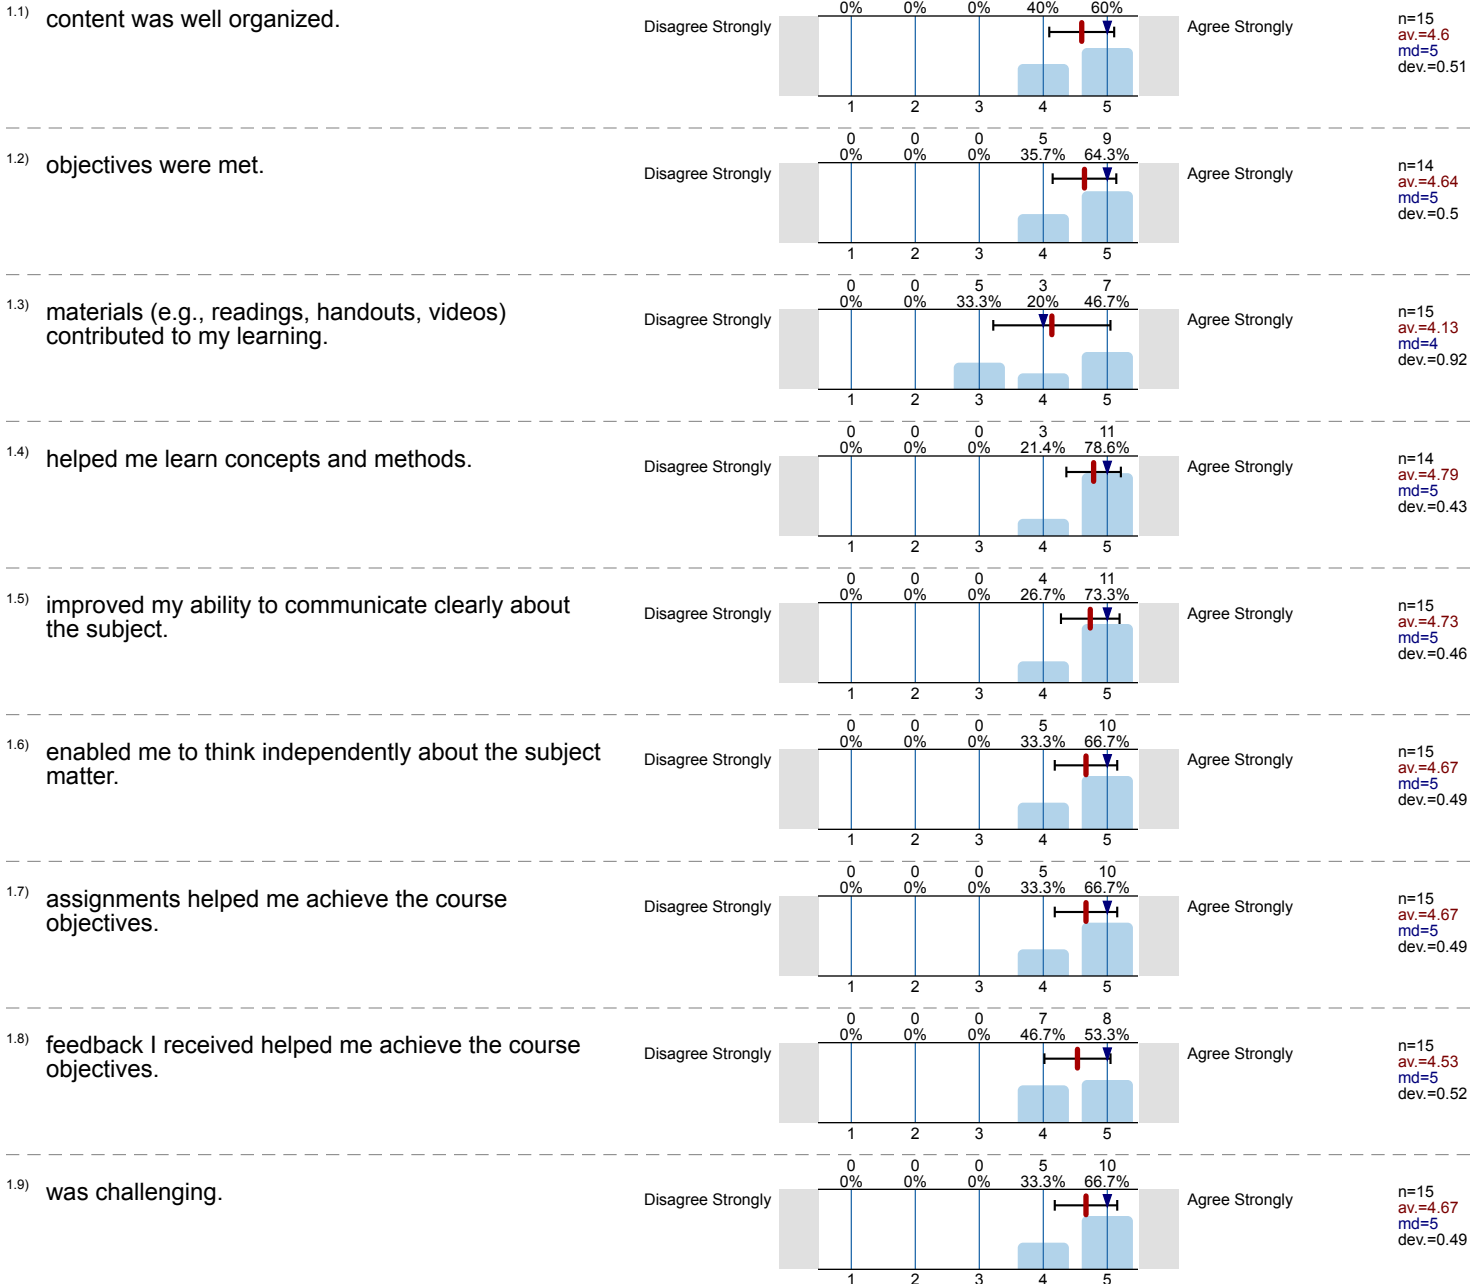 0% 0% 0% 40% 60%
1.1) content was well organized. Disagree Strongly Agree Strongly n=15
av.=4.6
md=5
dev.=0.51
1 2 3 4 5
0 0 0 5 9
0% 0% 0% 35.7% 64.3%
1.2) objectives were met. Disagree Strongly Agree Strongly n=14
av.=4.64
md=5
dev.=0.5
1 2 3 4 5
0 0 5 3 7
0% 0% 33.3% 20% 46.7%
1.3) materials (e.g., readings, handouts, videos) Disagree Strongly Agree Strongly n=15
contributed to my learning. av.=4.13
md=4
dev.=0.92
1 2 3 4 5
0 0 0 3 11
0% 0% 0% 21.4% 78.6%
1.4) helped me learn concepts and methods. Disagree Strongly Agree Strongly n=14
av.=4.79
md=5
dev.=0.43
1 2 3 4 5
0 0 0 4 11
0% 0% 0% 26.7% 73.3%
1.5) improved my ability to communicate clearly about Disagree Strongly Agree Strongly n=15
the subject. av.=4.73
md=5
dev.=0.46
1 2 3 4 5
0 0 0 5 10
0% 0% 0% 33.3% 66.7%
1.6) enabled me to think independently about the subject Disagree Strongly Agree Strongly n=15
matter. av.=4.67
md=5
dev.=0.49
1 2 3 4 5
0 0 0 5 10
0% 0% 0% 33.3% 66.7%
1.7) assignments helped me achieve the course Disagree Strongly Agree Strongly n=15
objectives. av.=4.67
md=5
dev.=0.49
1 2 3 4 5
0 0 0 7 8
0% 0% 0% 46.7% 53.3%
1.8) feedback I received helped me achieve the course Disagree Strongly Agree Strongly n=15
objectives. av.=4.53
md=5
dev.=0.52
1 2 3 4 5
0 0 0 5 10
0% 0% 0% 33.3% 66.7%
1.9) was challenging. Disagree Strongly Agree Strongly n=15
av.=4.67
md=5
dev.=0.49
1 2 3 4 5